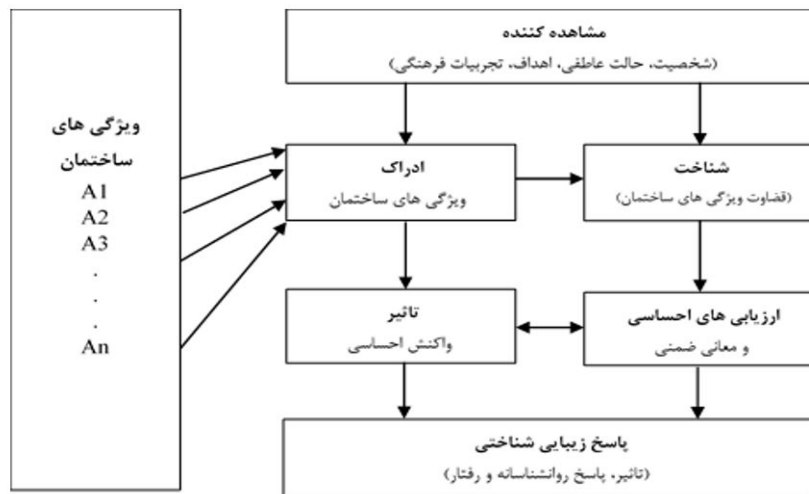 مشاهده کننده
(شخصیت، حالت عاطفی، اهداف، تجربیات فرهنگی)
ویژگی های
ساختمان
A1
A2
A3
.
.
.
An
ادراک
ویژگی های ساختمان
شناخت
(قضاوت ویژگی های ساختمان)
تاثیر
واکنش احساسی
ارزیابی های احساسی
و معانی ضمنی
پاسخ زیبایی شناختی
(تاثیر، پاسخ روانشناسانه و رفتار)